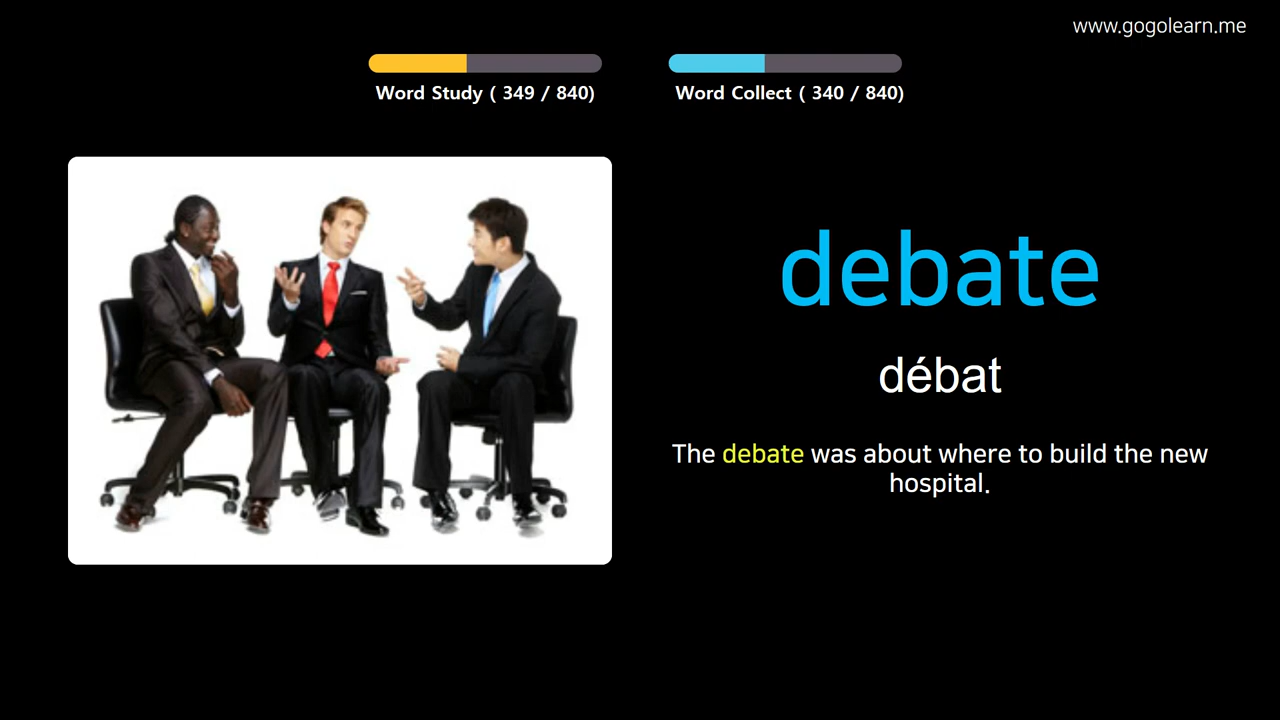 www.gogolearn.me
Word Study ( 349 / 840)
Word Collect ( 340 / 840)
debate
débat
The debate was about where to build the new
hospital.